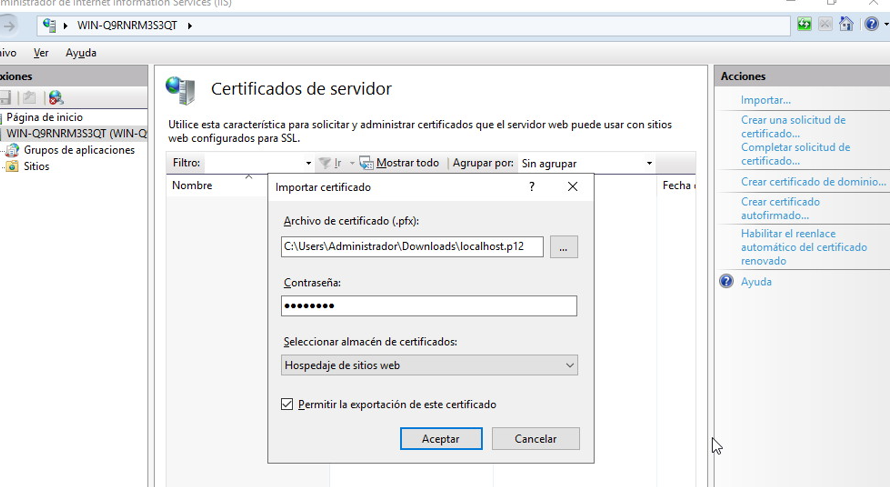 ministrador de Internet Information Services (IIS)
WIN-Q9RNRM3S3QT
ivo Ver Ayuda
xiones
Página de inicio
WIN-Q9RNRM3S3QT (WIN-Q9
Grupos de aplicaciones
Sitios
Certificados de servidor
Utilice esta característica para solicitar y administrar certificados que el servidor web puede usar con sitios
web configurados para SSL.
Filtro: Ir Mostrar todo Agrupar por: Sin agrupar
Nombre Fecha
Importar certificado ?
Archivo de certificado (.pfx):
C:\Users\Administrador\Downloads\localhost.p12
...
Contraseña:
●●●●●●●●
Seleccionar almacén de certificados:
Hospedaje de sitios web
Permitir la exportación de este certificado
Aceptar Cancelar
Acciones
Importar...
Crear una solicitud de
certificado...
Completar solicitud de
certificado...
Crear certificado de dominio...
Crear certificado
autofirmado...
Habilitar el reenlace
automático del certificado
renovado
Ayuda